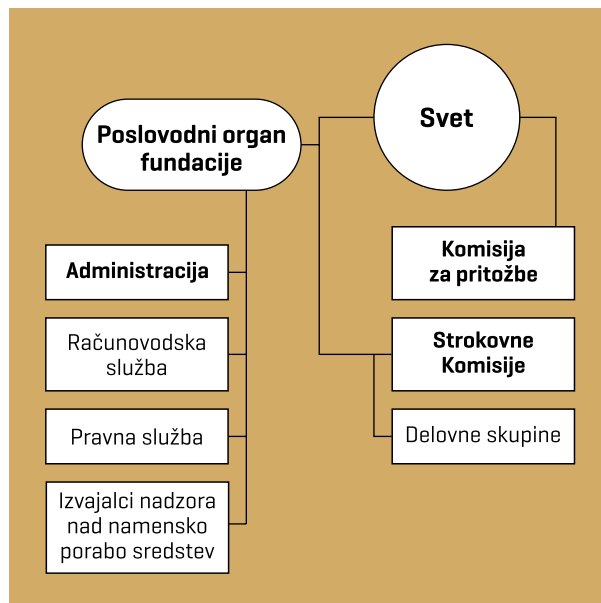 Poslovodni organ
fundacije
Svet
Administracija
Računovodska
služba
Pravna služba
Izvajalci nadzora
nad namensko
porabo sredstev
Komisija
za pritožbe
Strokovne
Komisije
Delovne skupine